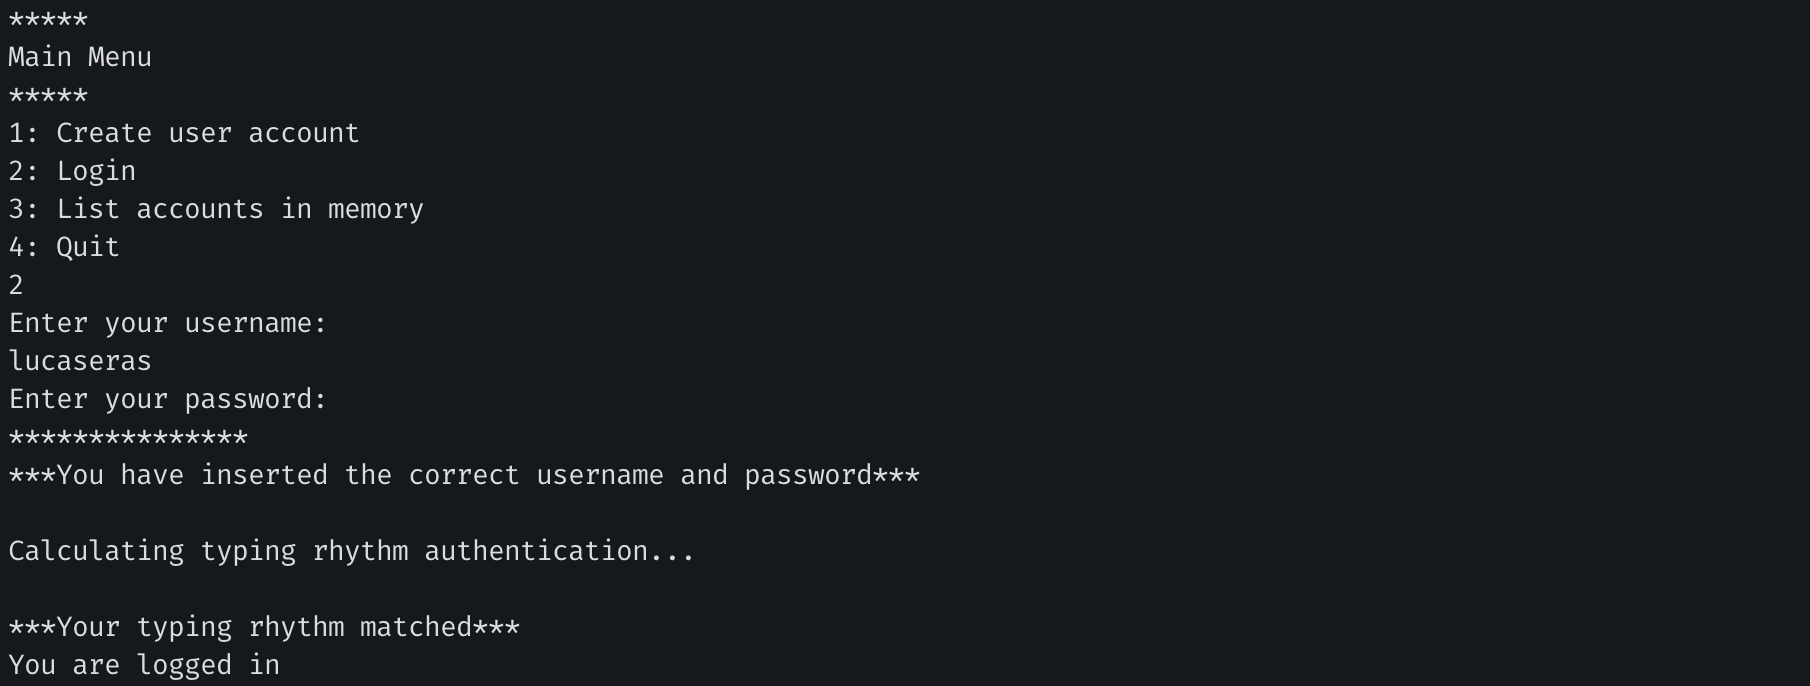 *****
Main Menu
*****
1: Create user account
2: Login
3: List accounts in memory
4: Quit
2
Enter your username:
lucaseras
Enter your password:
***************
***You have inserted the correct username and password***
Calculating typing rhythm authentication...
***Your typing rhythm matched***
You are logged in